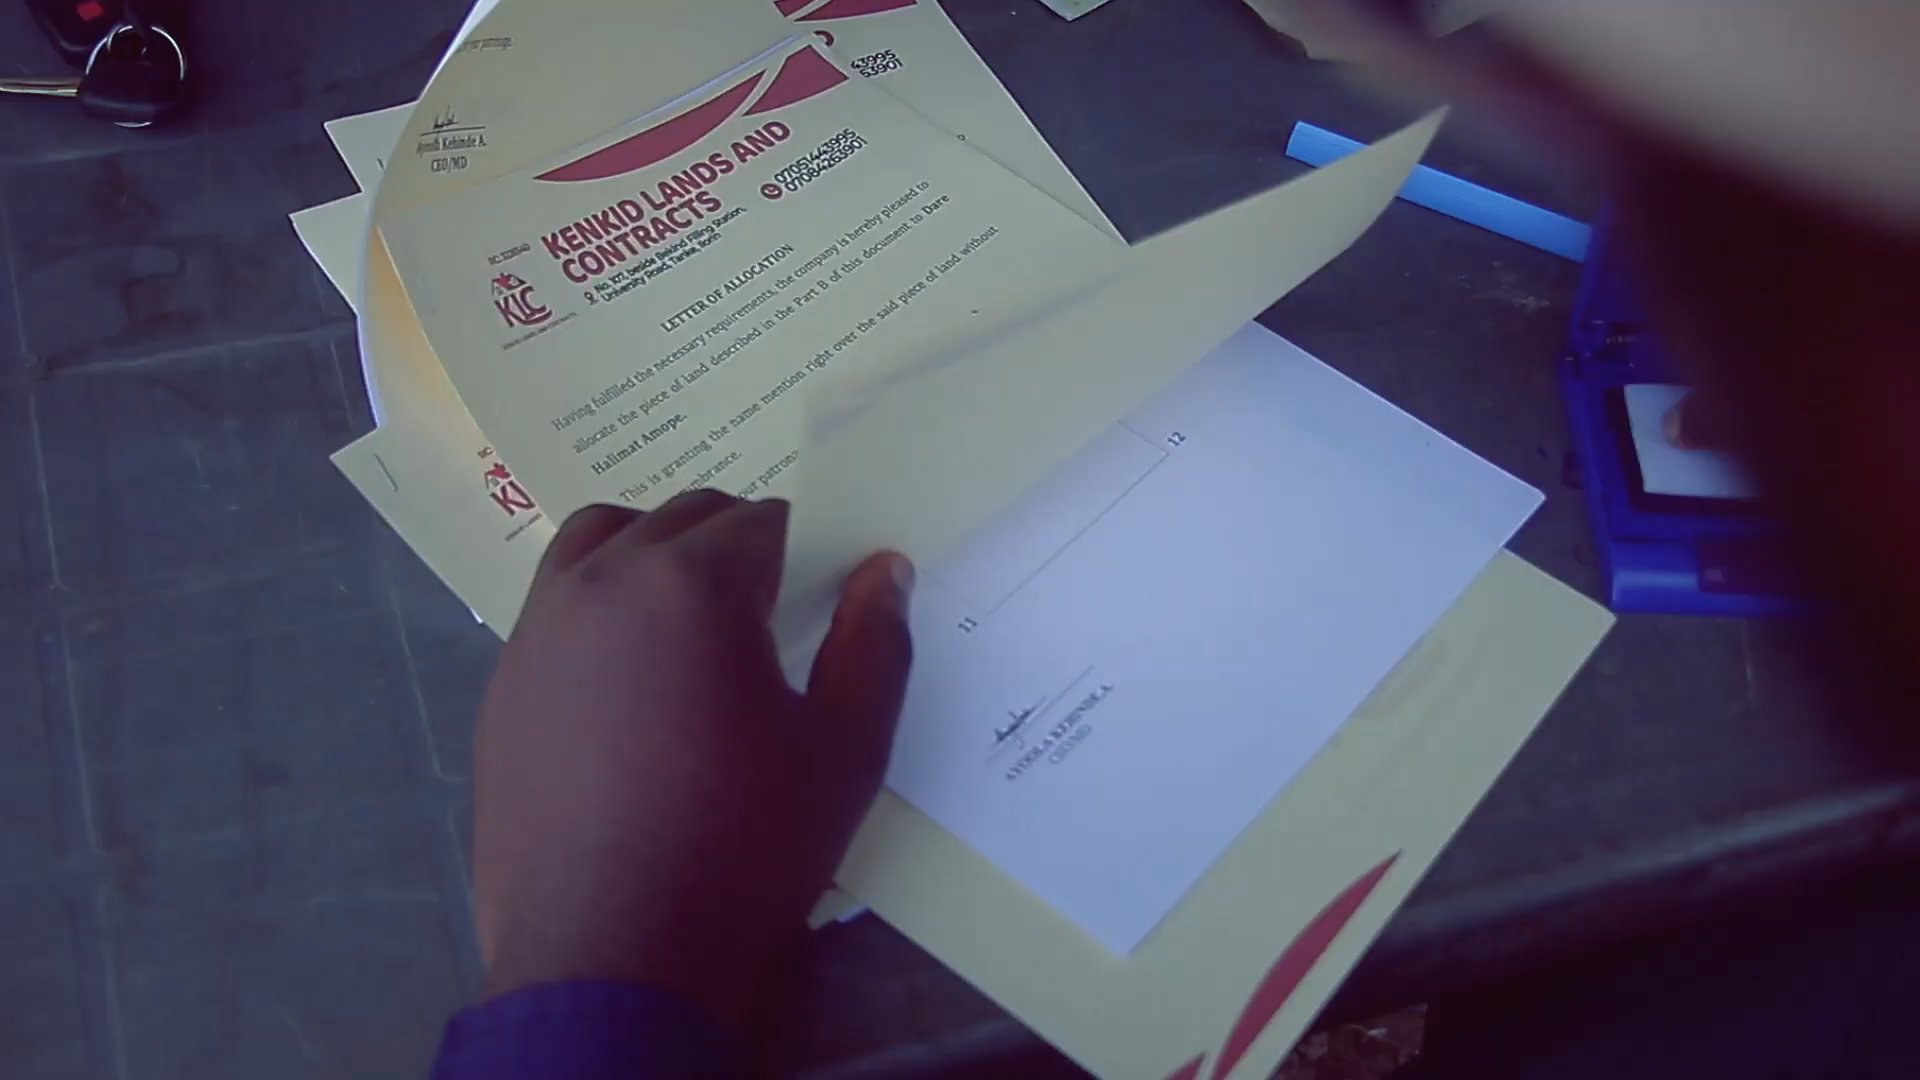 Kehinde A.
CEO/MD
43995
53901
KENKID LANDS AND
CONTRACTS
No. 107, beside Bekind Filling Station,
University Road, Tanke, Ilorin
07051443995
07084263901
KLC
LETTER OF ALLOCATION
Having fulfilled the necessary requirements, the company is hereby pleased to
allocate the piece of land described in the Part B of this document to Dare
Halimat Amope.
This is granting the name mention right over the said piece of land without
umbrance.
our patrona
12
11
AYOOLA KEHINDE A
CEO/MD